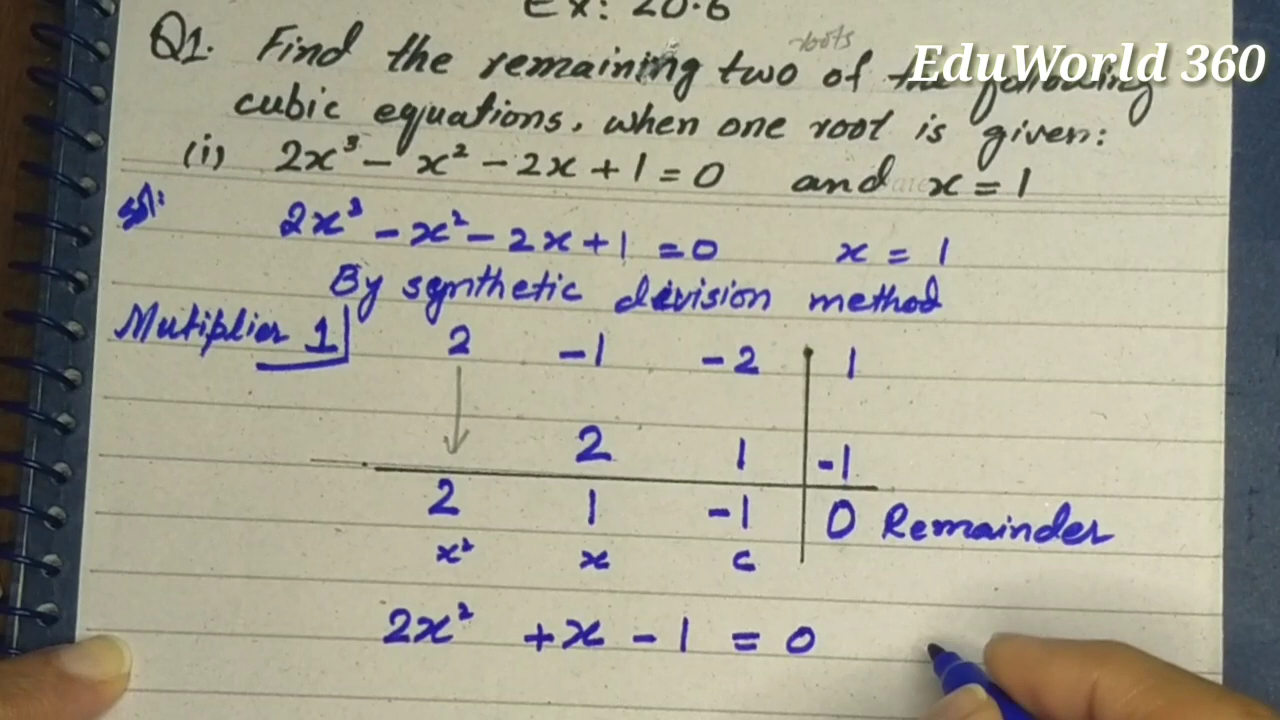 Ex: 20.6
roots
EduWorld 360
Q1. Find the remaining two of the following
cubic equations, when one root is given:
(i) 2x³ - x² - 2x + 1 = 0 and x = 1
Sol: 2x³ - x² - 2x + 1 = 0 x = 1
By synthetic division method
Mutiplier 1 2 -1 -2 1
2 1 -1
2 1 -1 0 Remainder
x² x c
2x² + x - 1 = 0